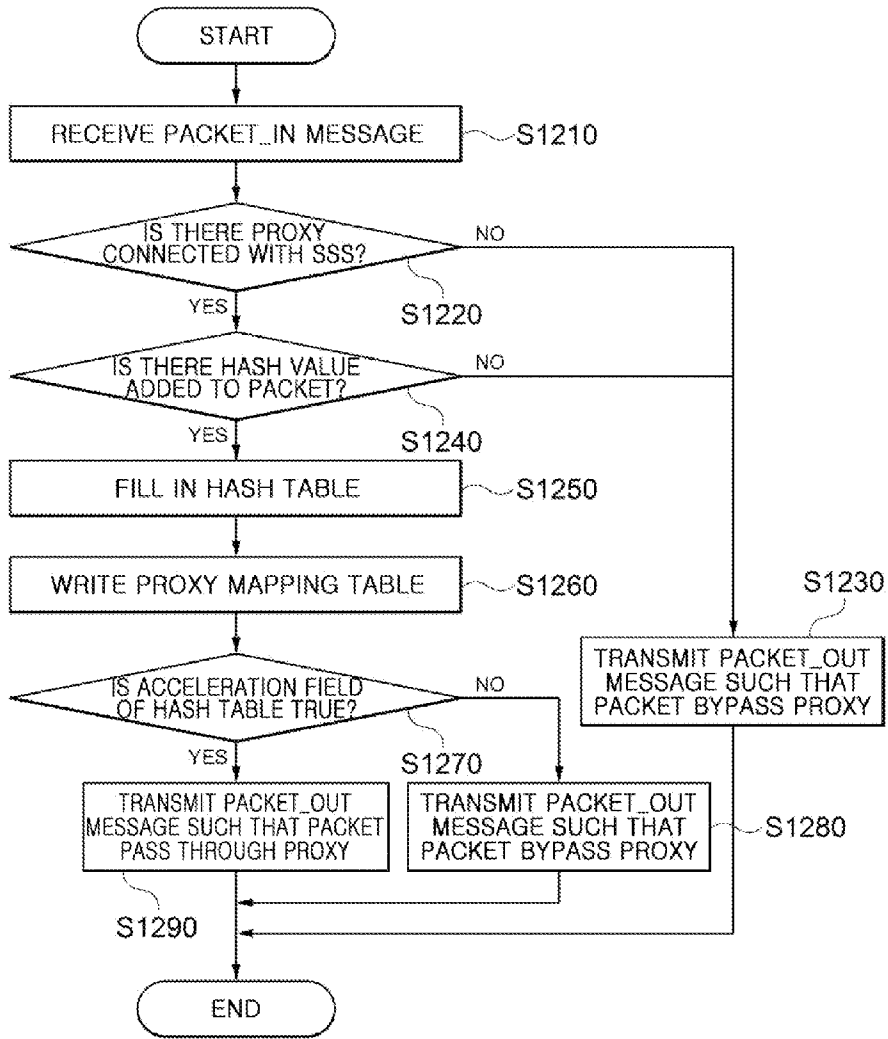 START
RECEIVE PACKET_IN MESSAGE
S1210
IS THERE PROXY
CONNECTED WITH SSS?
NO
YES
S1220
IS THERE HASH VALUE
ADDED TO PACKET?
NO
YES
S1240
FILL IN HASH TABLE
S1250
WRITE PROXY MAPPING TABLE
S1260
S1230
TRANSMIT PACKET_OUT
MESSAGE SUCH THAT
PACKET BYPASS PROXY
IS ACCELERATION FIELD
OF HASH TABLE TRUE?
NO
YES
S1270
TRANSMIT PACKET_OUT
MESSAGE SUCH THAT PACKET
PASS THROUGH PROXY
S1290
TRANSMIT PACKET_OUT
MESSAGE SUCH THAT
PACKET BYPASS PROXY
S1280
END